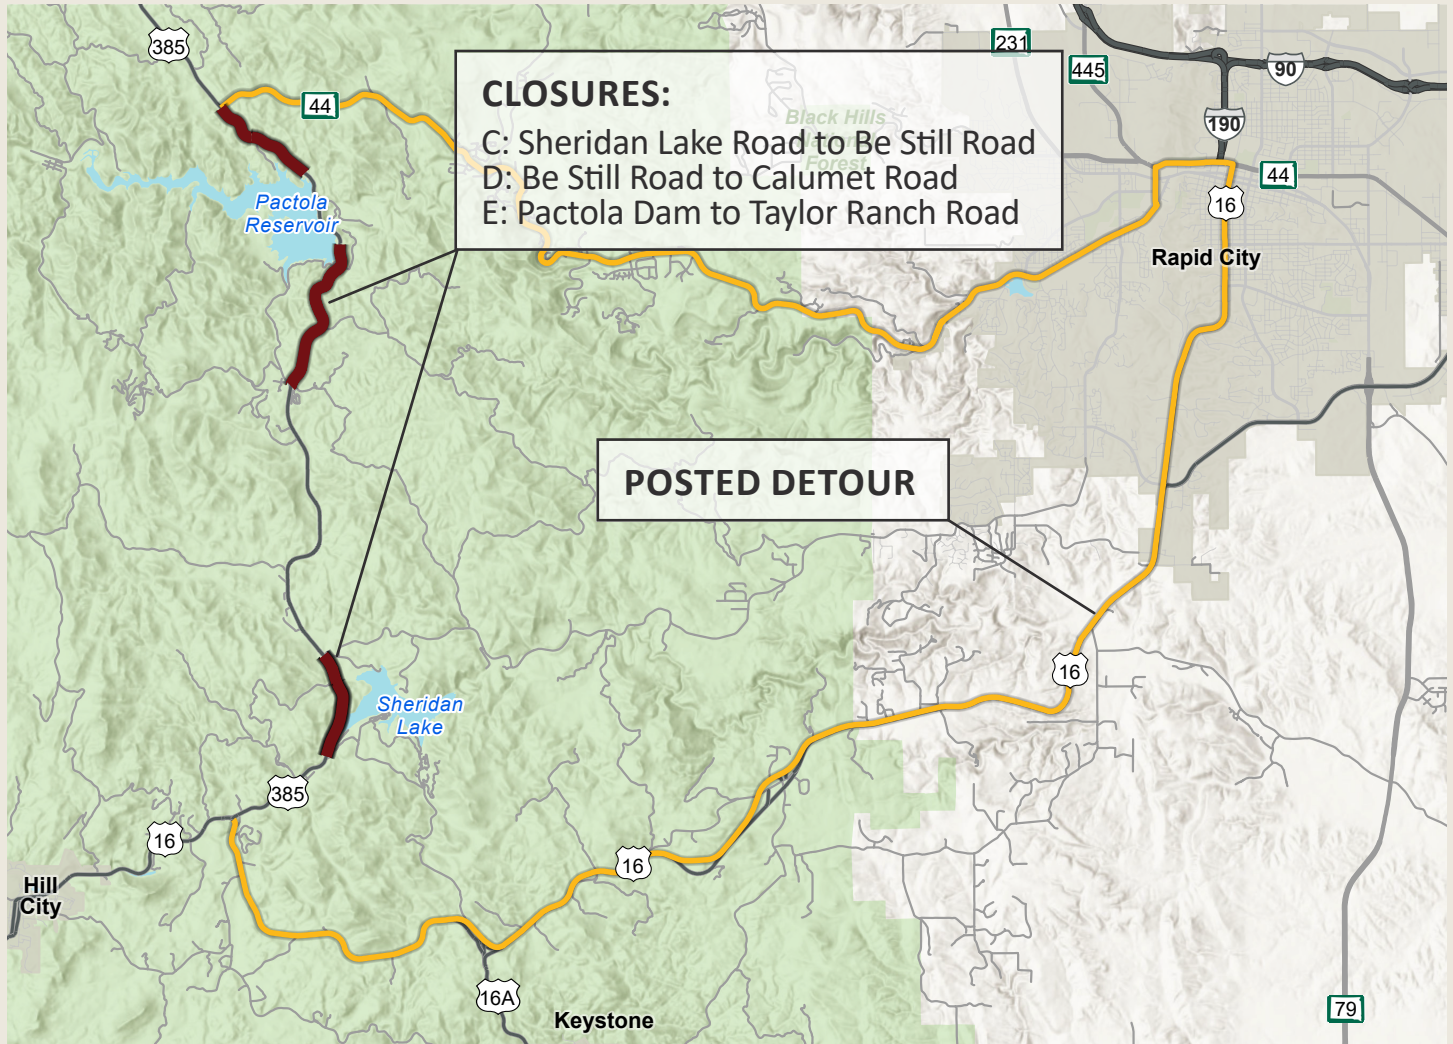 385
231
445
90
44
CLOSURES:
C: Sheridan Lake Road to Be Still Road
D: Be Still Road to Calumet Road
E: Pactola Dam to Taylor Ranch Road
Black Hills
National
Forest
190
44
16
Pactola
Reservoir
Rapid City
POSTED DETOUR
16
Sheridan
Lake
385
16
16
Hill
City
16A
Keystone
79